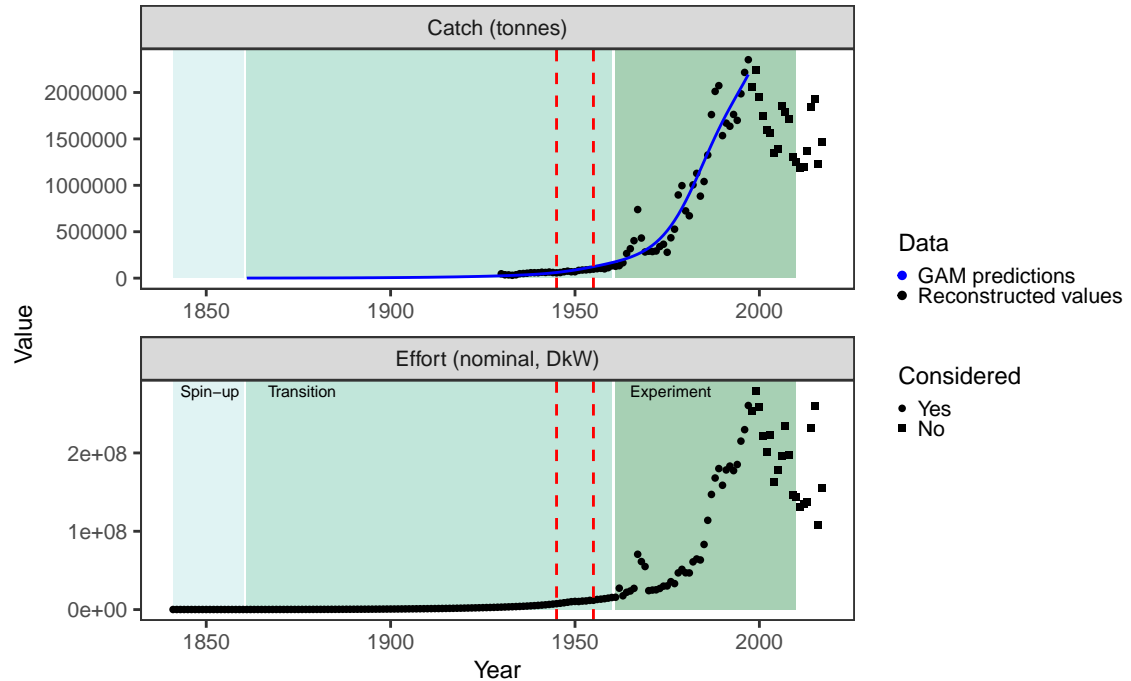 Catch (tonnes)
2000000
1500000
1000000
500000
0
1850
1900
1950
2000
Value
Effort (nominal, DkW)
Spin−up
Transition
Experiment
2e+08
1e+08
0e+00
1850
1900
1950
2000
Year
Data
GAM predictions
Reconstructed values
Considered
Yes
No